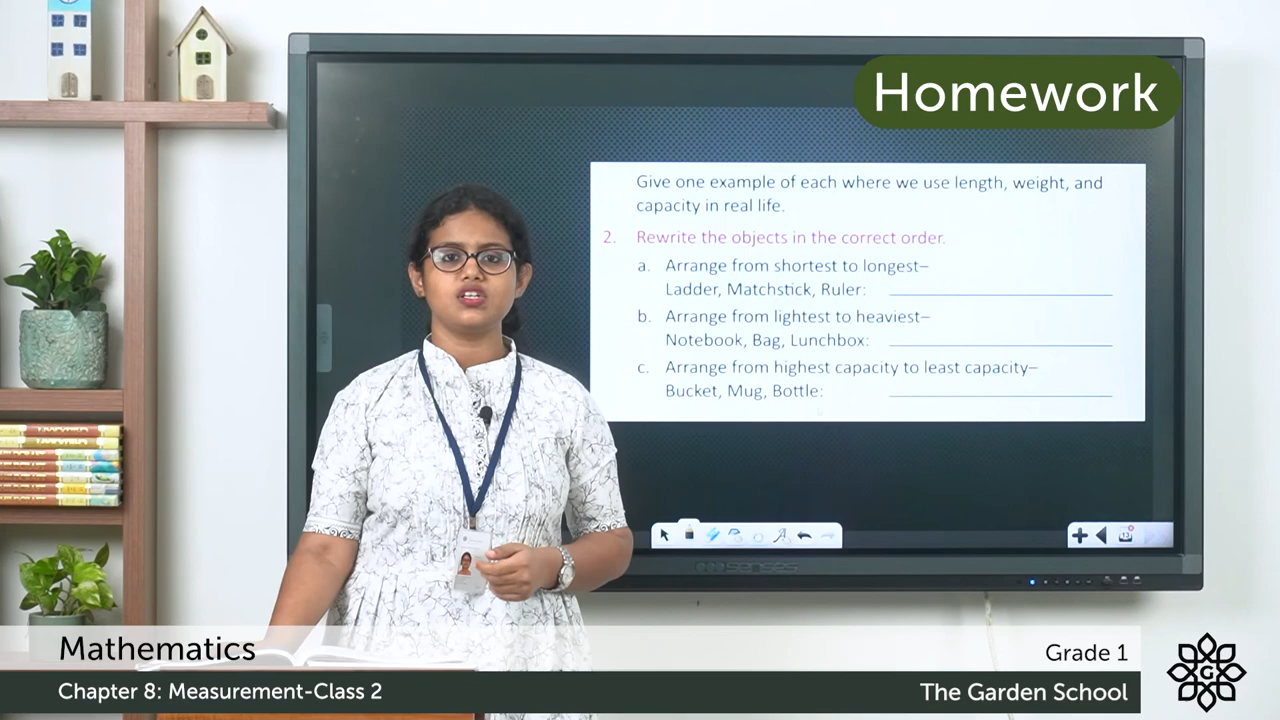 Homework
Give one example of each where we use length, weight, and
capacity in real life.
2. Rewrite the objects in the correct order.
a. Arrange from shortest to longest–
Ladder, Matchstick, Ruler:
b. Arrange from lightest to heaviest–
Notebook, Bag, Lunchbox:
c. Arrange from highest capacity to least capacity–
Bucket, Mug, Bottle:
Mathematics
Grade 1
Chapter 8: Measurement-Class 2
The Garden School
G